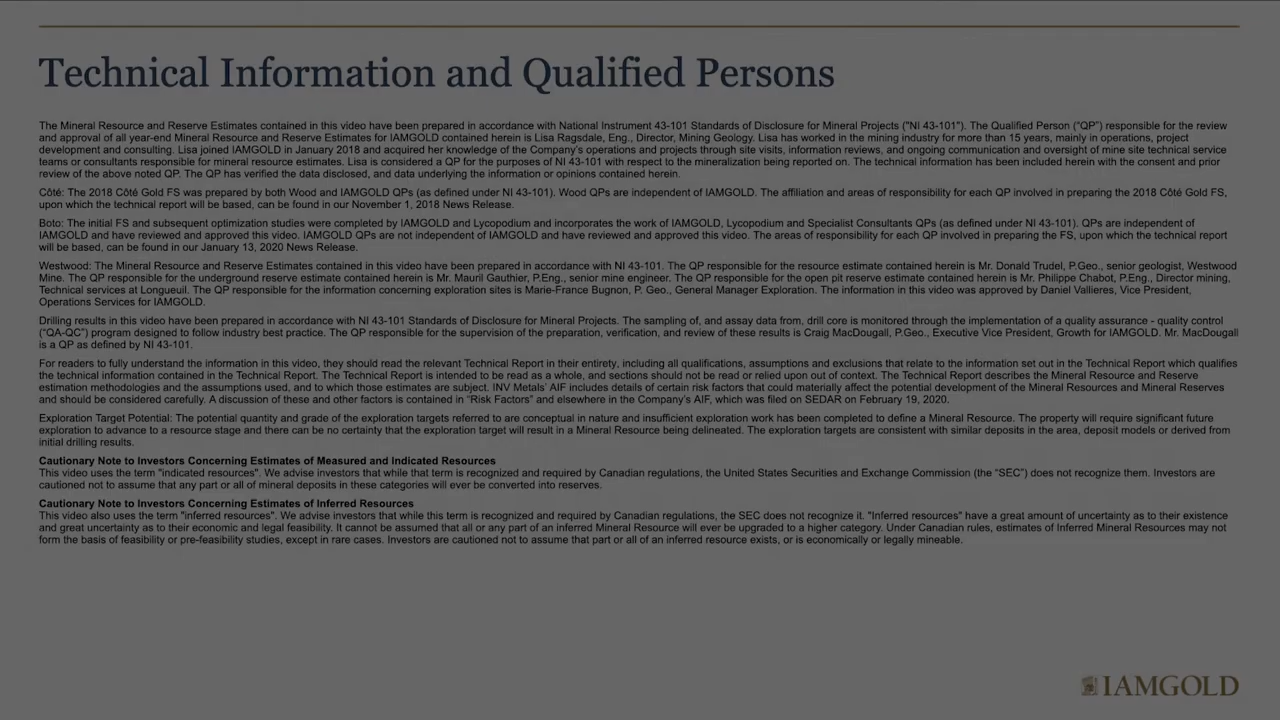 Technical Information and Qualified Persons
The Mineral Resource and Reserve Estimates contained in this video have been prepared in accordance with National Instrument 43-101 Standards of Disclosure for Mineral Projects ("NI 43-101"). The Qualified Person ("QP") responsible for the review
and approval of all year-end Mineral Resource and Reserve Estimates for IAMGOLD contained herein is Lisa Ragsdale, Eng., Director, Mining Geology. Lisa has worked in the mining industry for more than 15 years, mainly in operations, project
development and consulting. Lisa joined IAMGOLD in January 2018 and acquired her knowledge of the Company's operations and projects through site visits, information reviews, and ongoing communication and oversight of mine site technical service
teams or consultants responsible for mineral resource estimates. Lisa is considered a QP for the purposes of NI 43-101 with respect to the mineralization being reported on. The technical information has been included herein with the consent and prior
review of the above noted QP. The QP has verified the data disclosed, and data underlying the information or opinions contained herein.
Côté: The 2018 Côté Gold FS was prepared by both Wood and IAMGOLD QPs (as defined under NI 43-101). Wood QPs are independent of IAMGOLD. The affiliation and areas of responsibility for each QP involved in preparing the 2018 Côté Gold FS,
upon which the technical report will be based, can be found in our November 1, 2018 News Release.
Boto: The initial FS and subsequent optimization studies were completed by IAMGOLD and Lycopodium and incorporates the work of IAMGOLD, Lycopodium and Specialist Consultants QPs (as defined under NI 43-101). QPs are independent of
IAMGOLD and have reviewed and approved this video. IAMGOLD QPs are not independent of IAMGOLD and have reviewed and approved this video. The areas of responsibility for each QP involved in preparing the FS, upon which the technical report
will be based, can be found in our January 13, 2020 News Release.
Westwood: The Mineral Resource and Reserve Estimates contained in this video have been prepared in accordance with NI 43-101. The QP responsible for the resource estimate contained herein is Mr. Donald Trudel, P.Geo., senior geologist, Westwood
Mine. The QP responsible for the underground reserve estimate contained herein is Mr. Mauril Gauthier, P.Eng., senior mine engineer. The QP responsible for the open pit reserve estimate contained herein is Mr. Philippe Chabot, P.Eng., Director mining,
Technical services at Longueuil. The QP responsible for the information concerning exploration sites is Marie-France Bugnon, P. Geo., General Manager Exploration. The information in this video was approved by Daniel Vallieres, Vice President,
Operations Services for IAMGOLD.
Drilling results in this video have been prepared in accordance with NI 43-101 Standards of Disclosure for Mineral Projects. The sampling of, and assay data from, drill core is monitored through the implementation of a quality assurance - quality control
("QA-QC") program designed to follow industry best practice. The QP responsible for the supervision of the preparation, verification, and review of these results is Craig MacDougall, P.Geo., Executive Vice President, Growth for IAMGOLD. Mr. MacDougall
is a QP as defined by NI 43-101.
For readers to fully understand the information in this video, they should read the relevant Technical Report in their entirety, including all qualifications, assumptions and exclusions that relate to the information set out in the Technical Report which qualifies
the technical information contained in the Technical Report. The Technical Report is intended to be read as a whole, and sections should not be read or relied upon out of context. The Technical Report describes the Mineral Resource and Reserve
estimation methodologies and the assumptions used, and to which those estimates are subject. INV Metals' AIF includes details of certain risk factors that could materially affect the potential development of the Mineral Resources and Mineral Reserves
and should be considered carefully. A discussion of these and other factors is contained in "Risk Factors" and elsewhere in the Company's AIF, which was filed on SEDAR on February 19, 2020.
Exploration Target Potential: The potential quantity and grade of the exploration targets referred to are conceptual in nature and insufficient exploration work has been completed to define a Mineral Resource. The property will require significant future
exploration to advance to a resource stage and there can be no certainty that the exploration target will result in a Mineral Resource being delineated. The exploration targets are consistent with similar deposits in the area, deposit models or derived from
initial drilling results.
Cautionary Note to Investors Concerning Estimates of Measured and Indicated Resources
This video uses the term "indicated resources". We advise investors that while that term is recognized and required by Canadian regulations, the United States Securities and Exchange Commission (the "SEC") does not recognize them. Investors are
cautioned not to assume that any part or all of mineral deposits in these categories will ever be converted into reserves.
Cautionary Note to Investors Concerning Estimates of Inferred Resources
This video also uses the term "inferred resources". We advise investors that while this term is recognized and required by Canadian regulations, the SEC does not recognize it. "Inferred resources" have a great amount of uncertainty as to their existence
and great uncertainty as to their economic and legal feasibility. It cannot be assumed that all or any part of an inferred Mineral Resource will ever be upgraded to a higher category. Under Canadian rules, estimates of Inferred Mineral Resources may not
form the basis of feasibility or pre-feasibility studies, except in rare cases. Investors are cautioned not to assume that part or all of an inferred resource exists, or is economically or legally mineable.
IAMGOLD